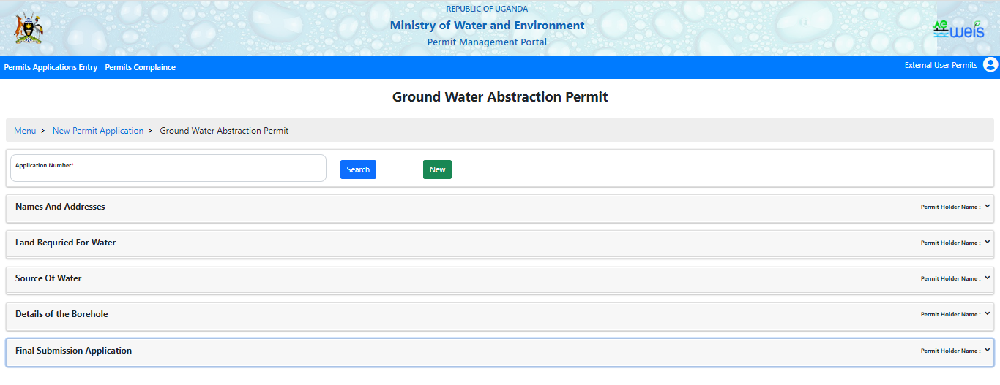 REPUBLIC OF UGANDA
Ministry of Water and Environment
Permit Management Portal
weis
Permits Applications Entry Permits Complaince
External User Permits
Ground Water Abstraction Permit
Menu > New Permit Application > Ground Water Abstraction Permit
Application Number*
Search
New
Names And Addresses
Permit Holder Name :
Land Requried For Water
Permit Holder Name :
Source Of Water
Permit Holder Name :
Details of the Borehole
Permit Holder Name :
Final Submission Application
Permit Holder Name :